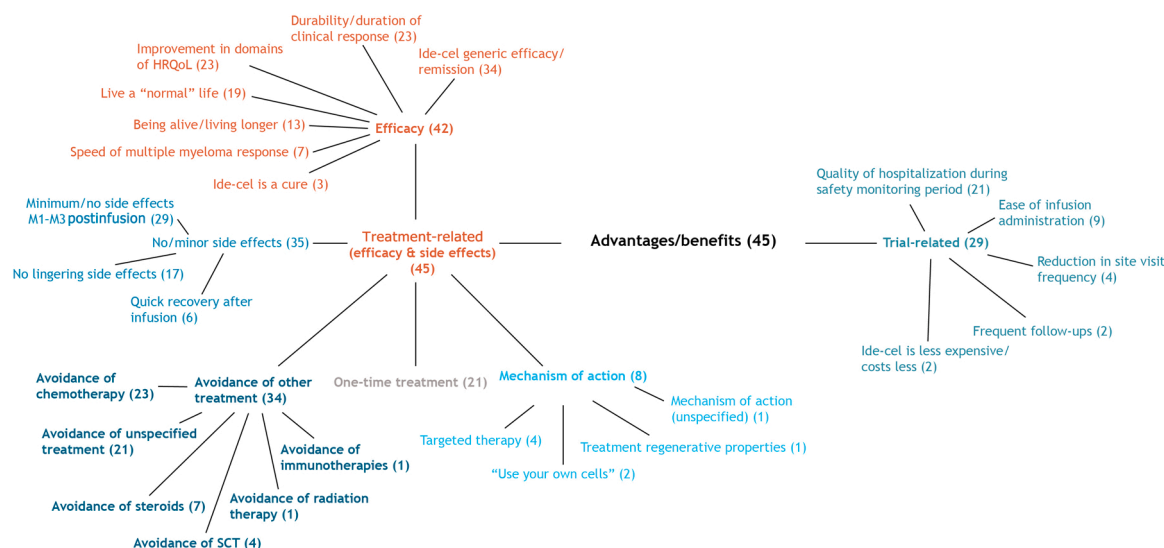 Durability/duration of
clinical response (23)
Improvement in domains
of HRQoL (23)
Ide-cel generic efficacy/
remission (34)
Live a “normal” life (19)
Being alive/living longer (13)
Efficacy (42)
Speed of multiple myeloma response (7)
Ide-cel is a cure (3)
Minimum/no side effects
M1–M3 postinfusion (29)
No/minor side effects (35)
No lingering side effects (17)
Quick recovery after
infusion (6)
Treatment-related
(efficacy & side effects)
(45)
Advantages/benefits (45)
Quality of hospitalization during
safety monitoring period (21)
Ease of infusion
administration (9)
Trial-related (29)
Reduction in site visit
frequency (4)
Frequent follow-ups (2)
Ide-cel is less expensive/
costs less (2)
Avoidance of
chemotherapy (23)
Avoidance of other
treatment (34)
One-time treatment (21)
Mechanism of action (8)
Mechanism of action
(unspecified) (1)
Avoidance of unspecified
treatment (21)
Avoidance of
immunotherapies (1)
Targeted therapy (4)
Treatment regenerative properties (1)
“Use your own cells” (2)
Avoidance of steroids (7)
Avoidance of radiation
therapy (1)
Avoidance of SCT (4)